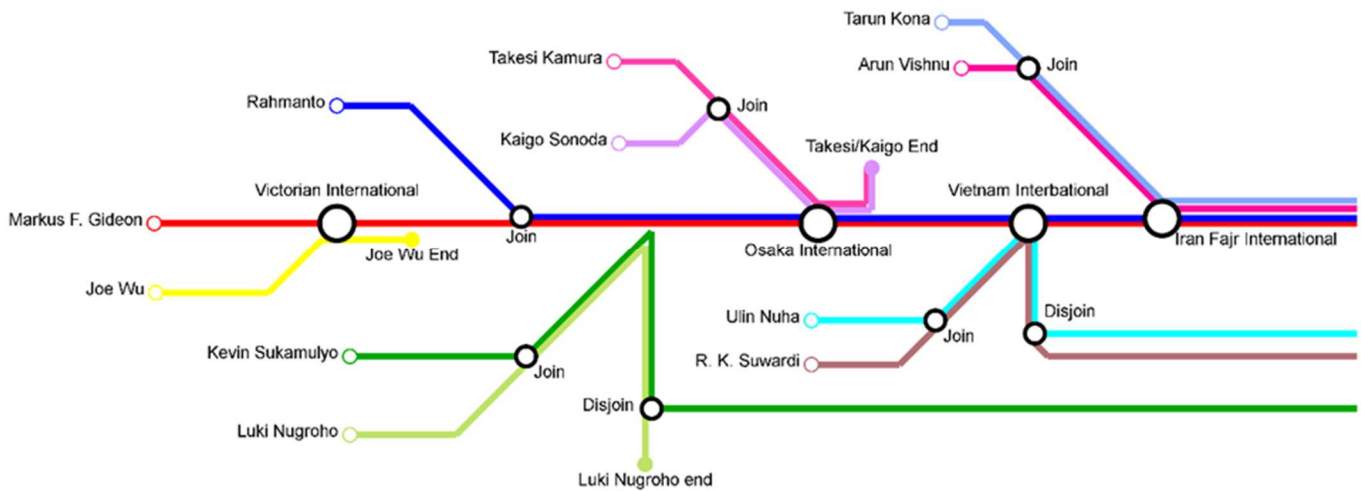 Tarun Kona
Takesi Kamura
Arun Vishnu
Join
Rahmanto
Join
Kaigo Sonoda
Takesi/Kaigo End
Victorian International
Vietnam Interbational
Markus F. Gideon
Join
Iran Fajr International
Joe Wu End
Osaka International
Joe Wu
Ulin Nuha
Disjoin
Join
Kevin Sukamulyo
R. K. Suwardi
Join
Disjoin
Luki Nugroho
Luki Nugroho end